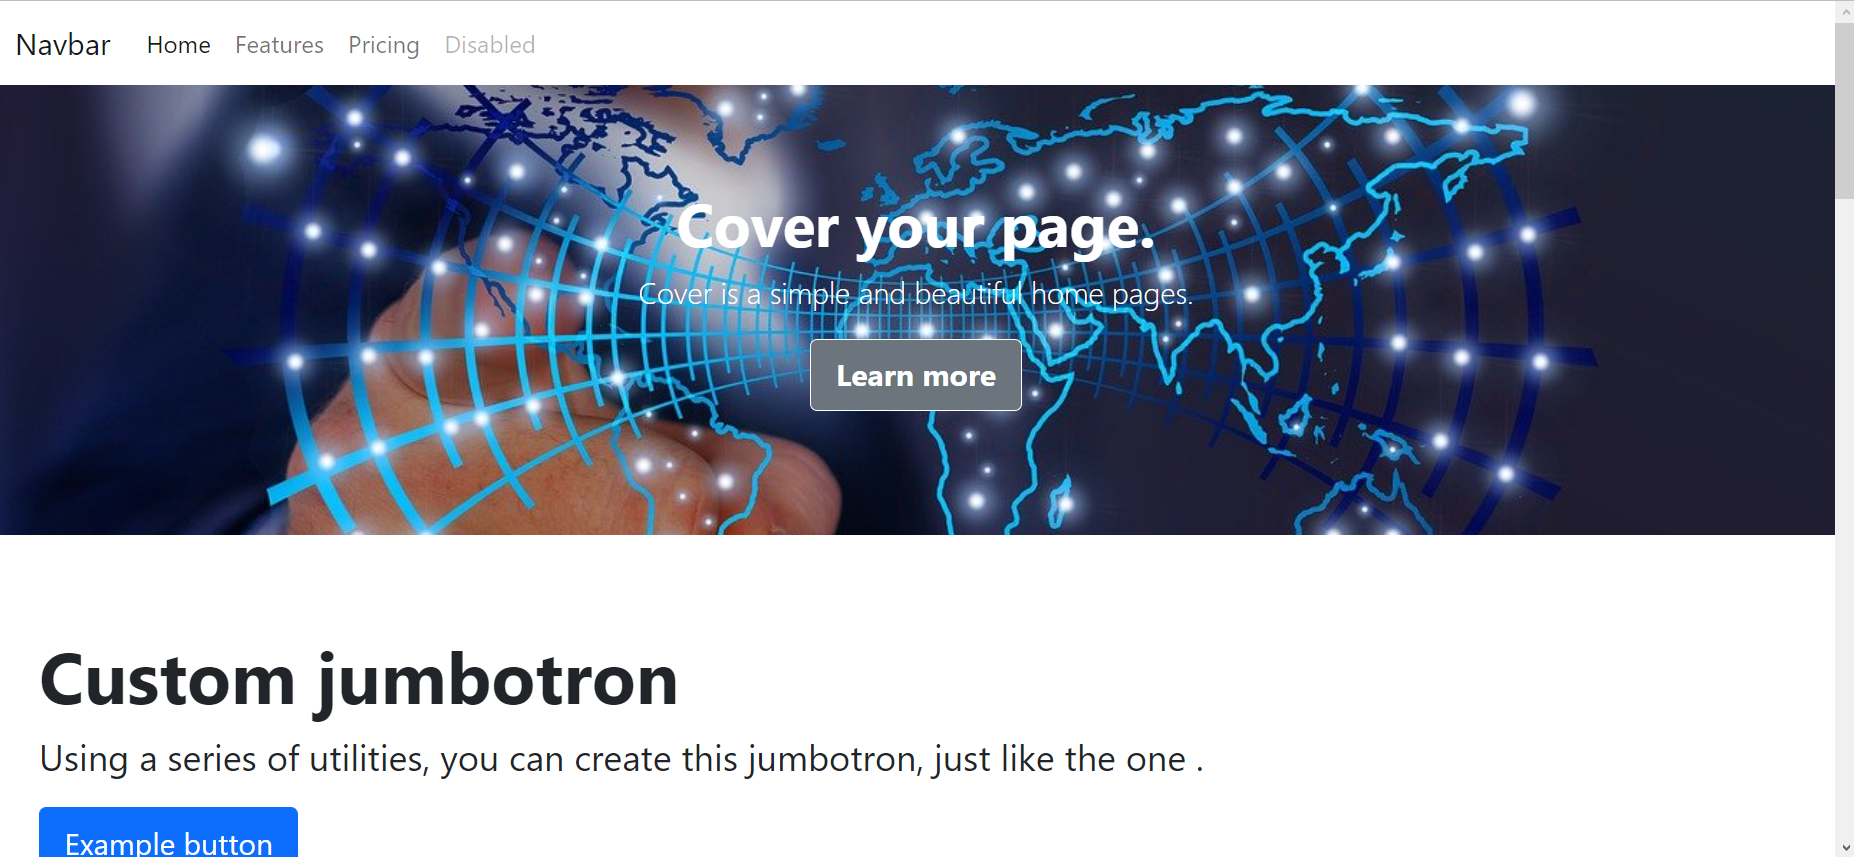 Navbar Home Features Pricing Disabled
Cover your page.
Cover is a simple and beautiful home pages.
Learn more
Custom jumbotron
Using a series of utilities, you can create this jumbotron, just like the one .
Example button